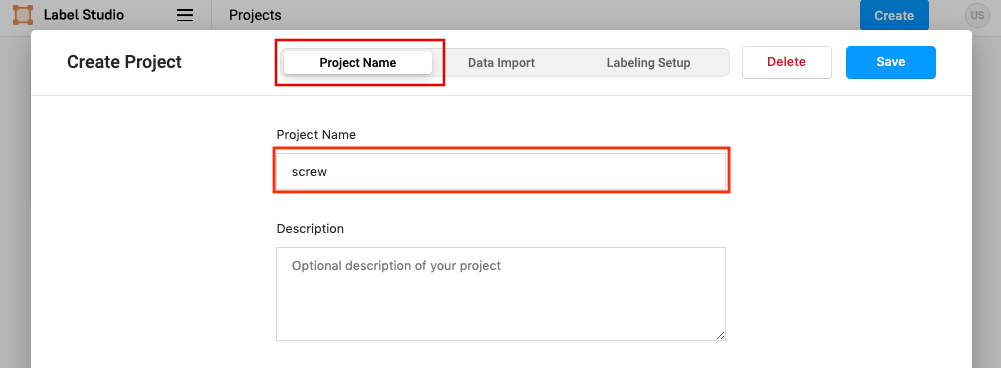 Label Studio Projects Create US
Create Project Project Name Data Import Labeling Setup Delete Save
Project Name
screw
Description
Optional description of your project